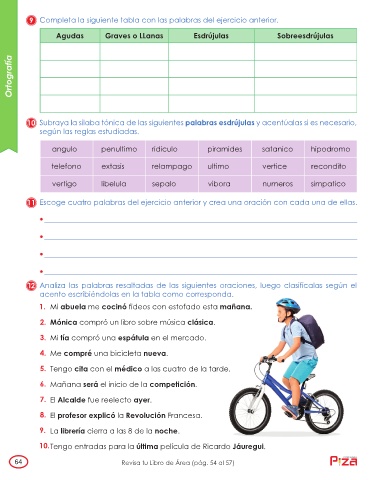 Ortografía
9 Completa la siguiente tabla con las palabras del ejercicio anterior.
Agudas Graves o LLanas Esdrújulas Sobreesdrújulas
10 Subraya la sílaba tónica de las siguientes palabras esdrújulas y acentúalas si es necesario,
según las reglas estudiadas.
angulo penultimo ridiculo piramides satanico hipodromo
telefono extasis relampago ultimo vertice recondito
vertigo libelula sepalo vibora numeros simpatico
11 Escoge cuatro palabras del ejercicio anterior y crea una oración con cada una de ellas.
12 Analiza las palabras resaltadas de las siguientes oraciones, luego clasifícalas según el
acento escribiéndolas en la tabla como corresponda.
1. Mi abuela me cocinó fideos con estofado esta mañana.
2. Mónica compró un libro sobre música clásica.
3. Mi tía compró una espátula en el mercado.
4. Me compré una bicicleta nueva.
5. Tengo cita con el médico a las cuatro de la tarde.
6. Mañana será el inicio de la competición.
7. El Alcalde fue reelecto ayer.
8. El profesor explicó la Revolución Francesa.
9. La librería cierra a las 8 de la noche.
10. Tengo entradas para la última película de Ricardo Jáuregui.
64 Revisa tu Libro de Área (pág. 54 al 57)